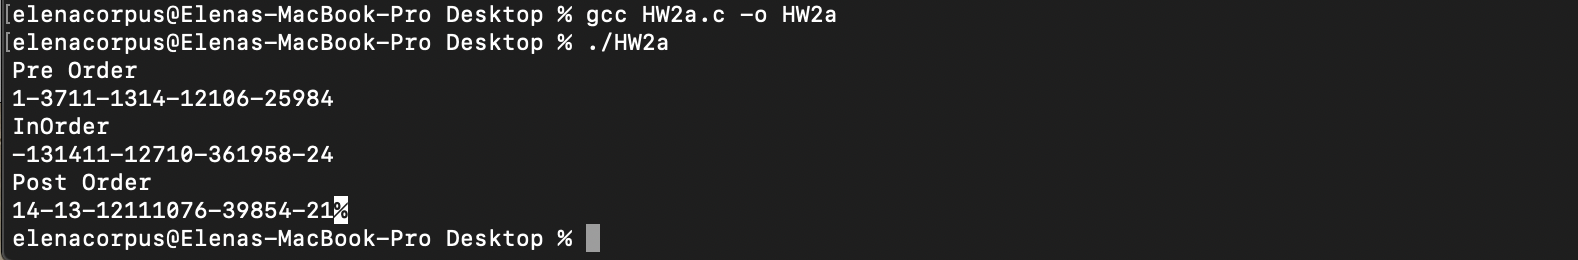 [elenacorpus@Elenas-MacBook-Pro Desktop % gcc HW2a.c -o HW2a
[elenacorpus@Elenas-MacBook-Pro Desktop % ./HW2a
Pre Order
1-3711-1314-12106-25984
InOrder
-131411-12710-361958-24
Post Order
14-13-12111076-39854-21%
elenacorpus@Elenas-MacBook-Pro Desktop %